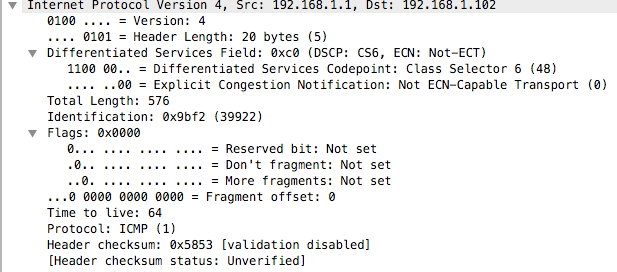 Internet Protocol Version 4, Src: 192.168.1.1, Dst: 192.168.1.102
0100 .... = Version: 4
.... 0101 = Header Length: 20 bytes (5)
Differentiated Services Field: 0xc0 (DSCP: CS6, ECN: Not-ECT)
1100 00.. = Differentiated Services Codepoint: Class Selector 6 (48)
.... ..00 = Explicit Congestion Notification: Not ECN-Capable Transport (0)
Total Length: 576
Identification: 0x9bf2 (39922)
Flags: 0x0000
0... .... .... .... = Reserved bit: Not set
.0.. .... .... .... = Don't fragment: Not set
..0. .... .... .... = More fragments: Not set
...0 0000 0000 0000 = Fragment offset: 0
Time to live: 64
Protocol: ICMP (1)
Header checksum: 0x5853 [validation disabled]
[Header checksum status: Unverified]